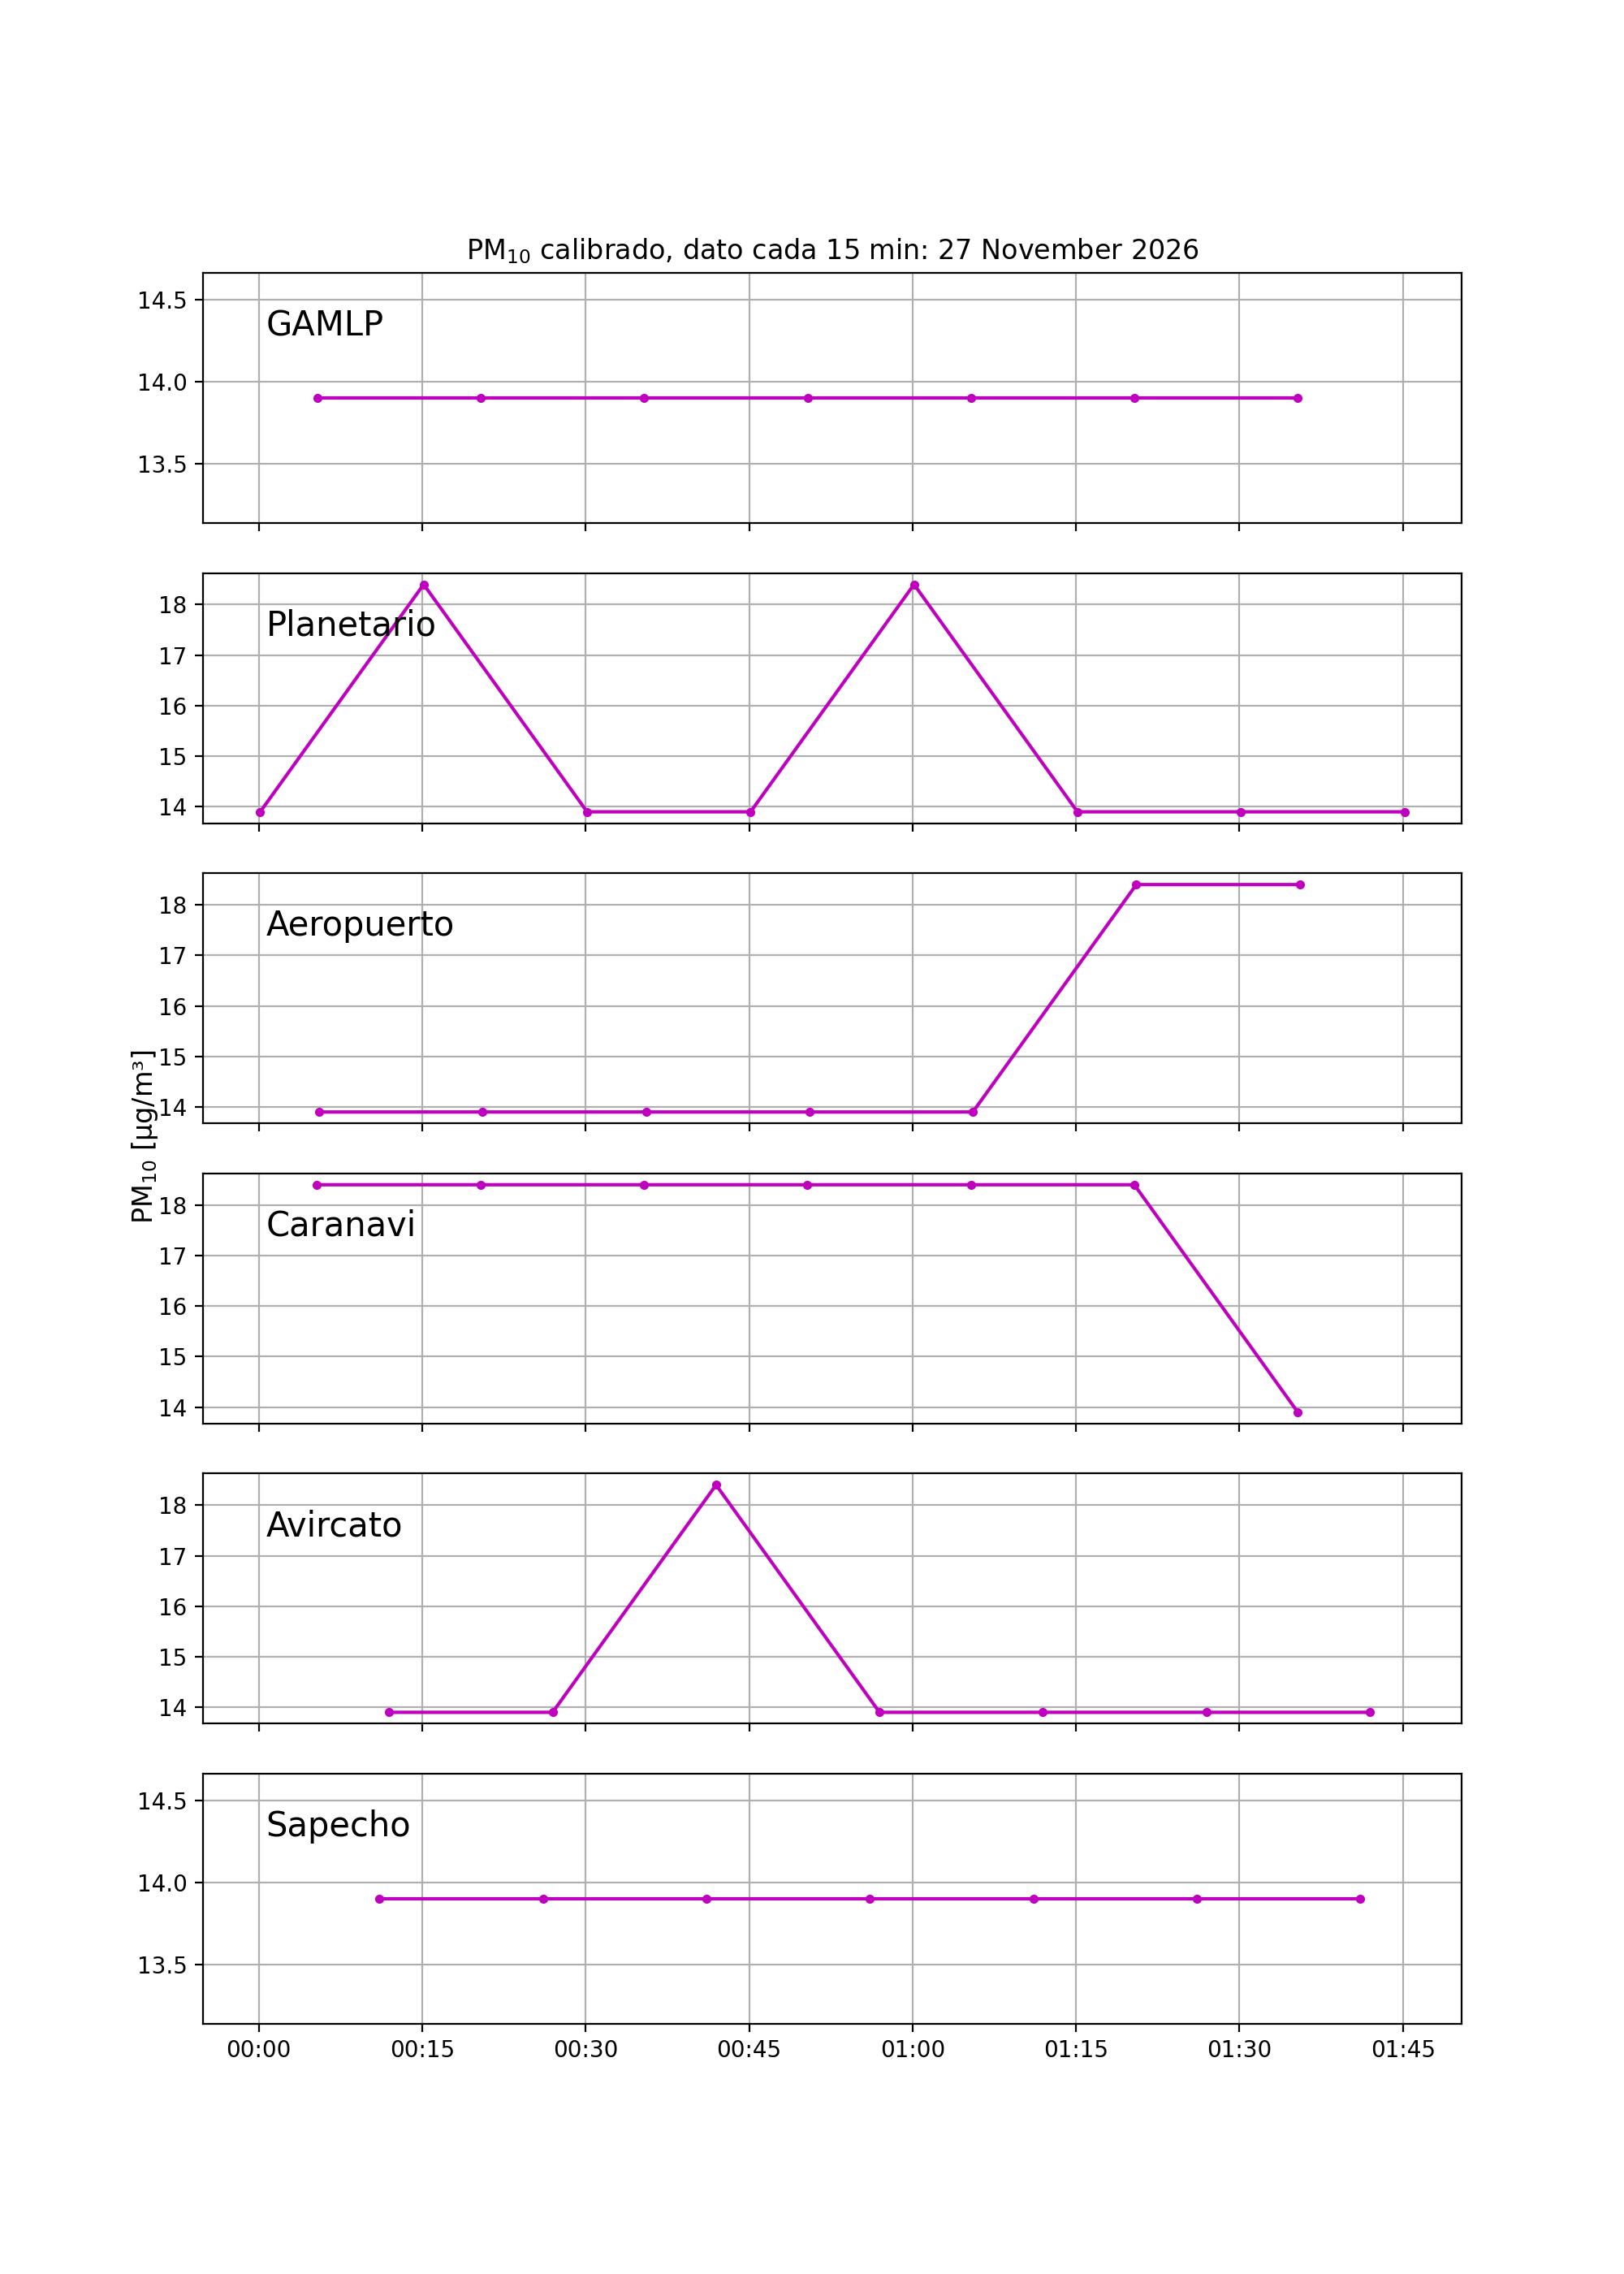 PM₁₀ calibrado, dato cada 15 min: 27 November 2026
14.5
GAMLP
14.0
13.5
18
Planetario
17
16
15
14
18
Aeropuerto
17
16
15
14
PM₁₀ [µg/m³]
18
Caranavi
17
16
15
14
18
Avircato
17
16
15
14
14.5
Sapecho
14.0
13.5
00:00 00:15 00:30 00:45 01:00 01:15 01:30 01:45